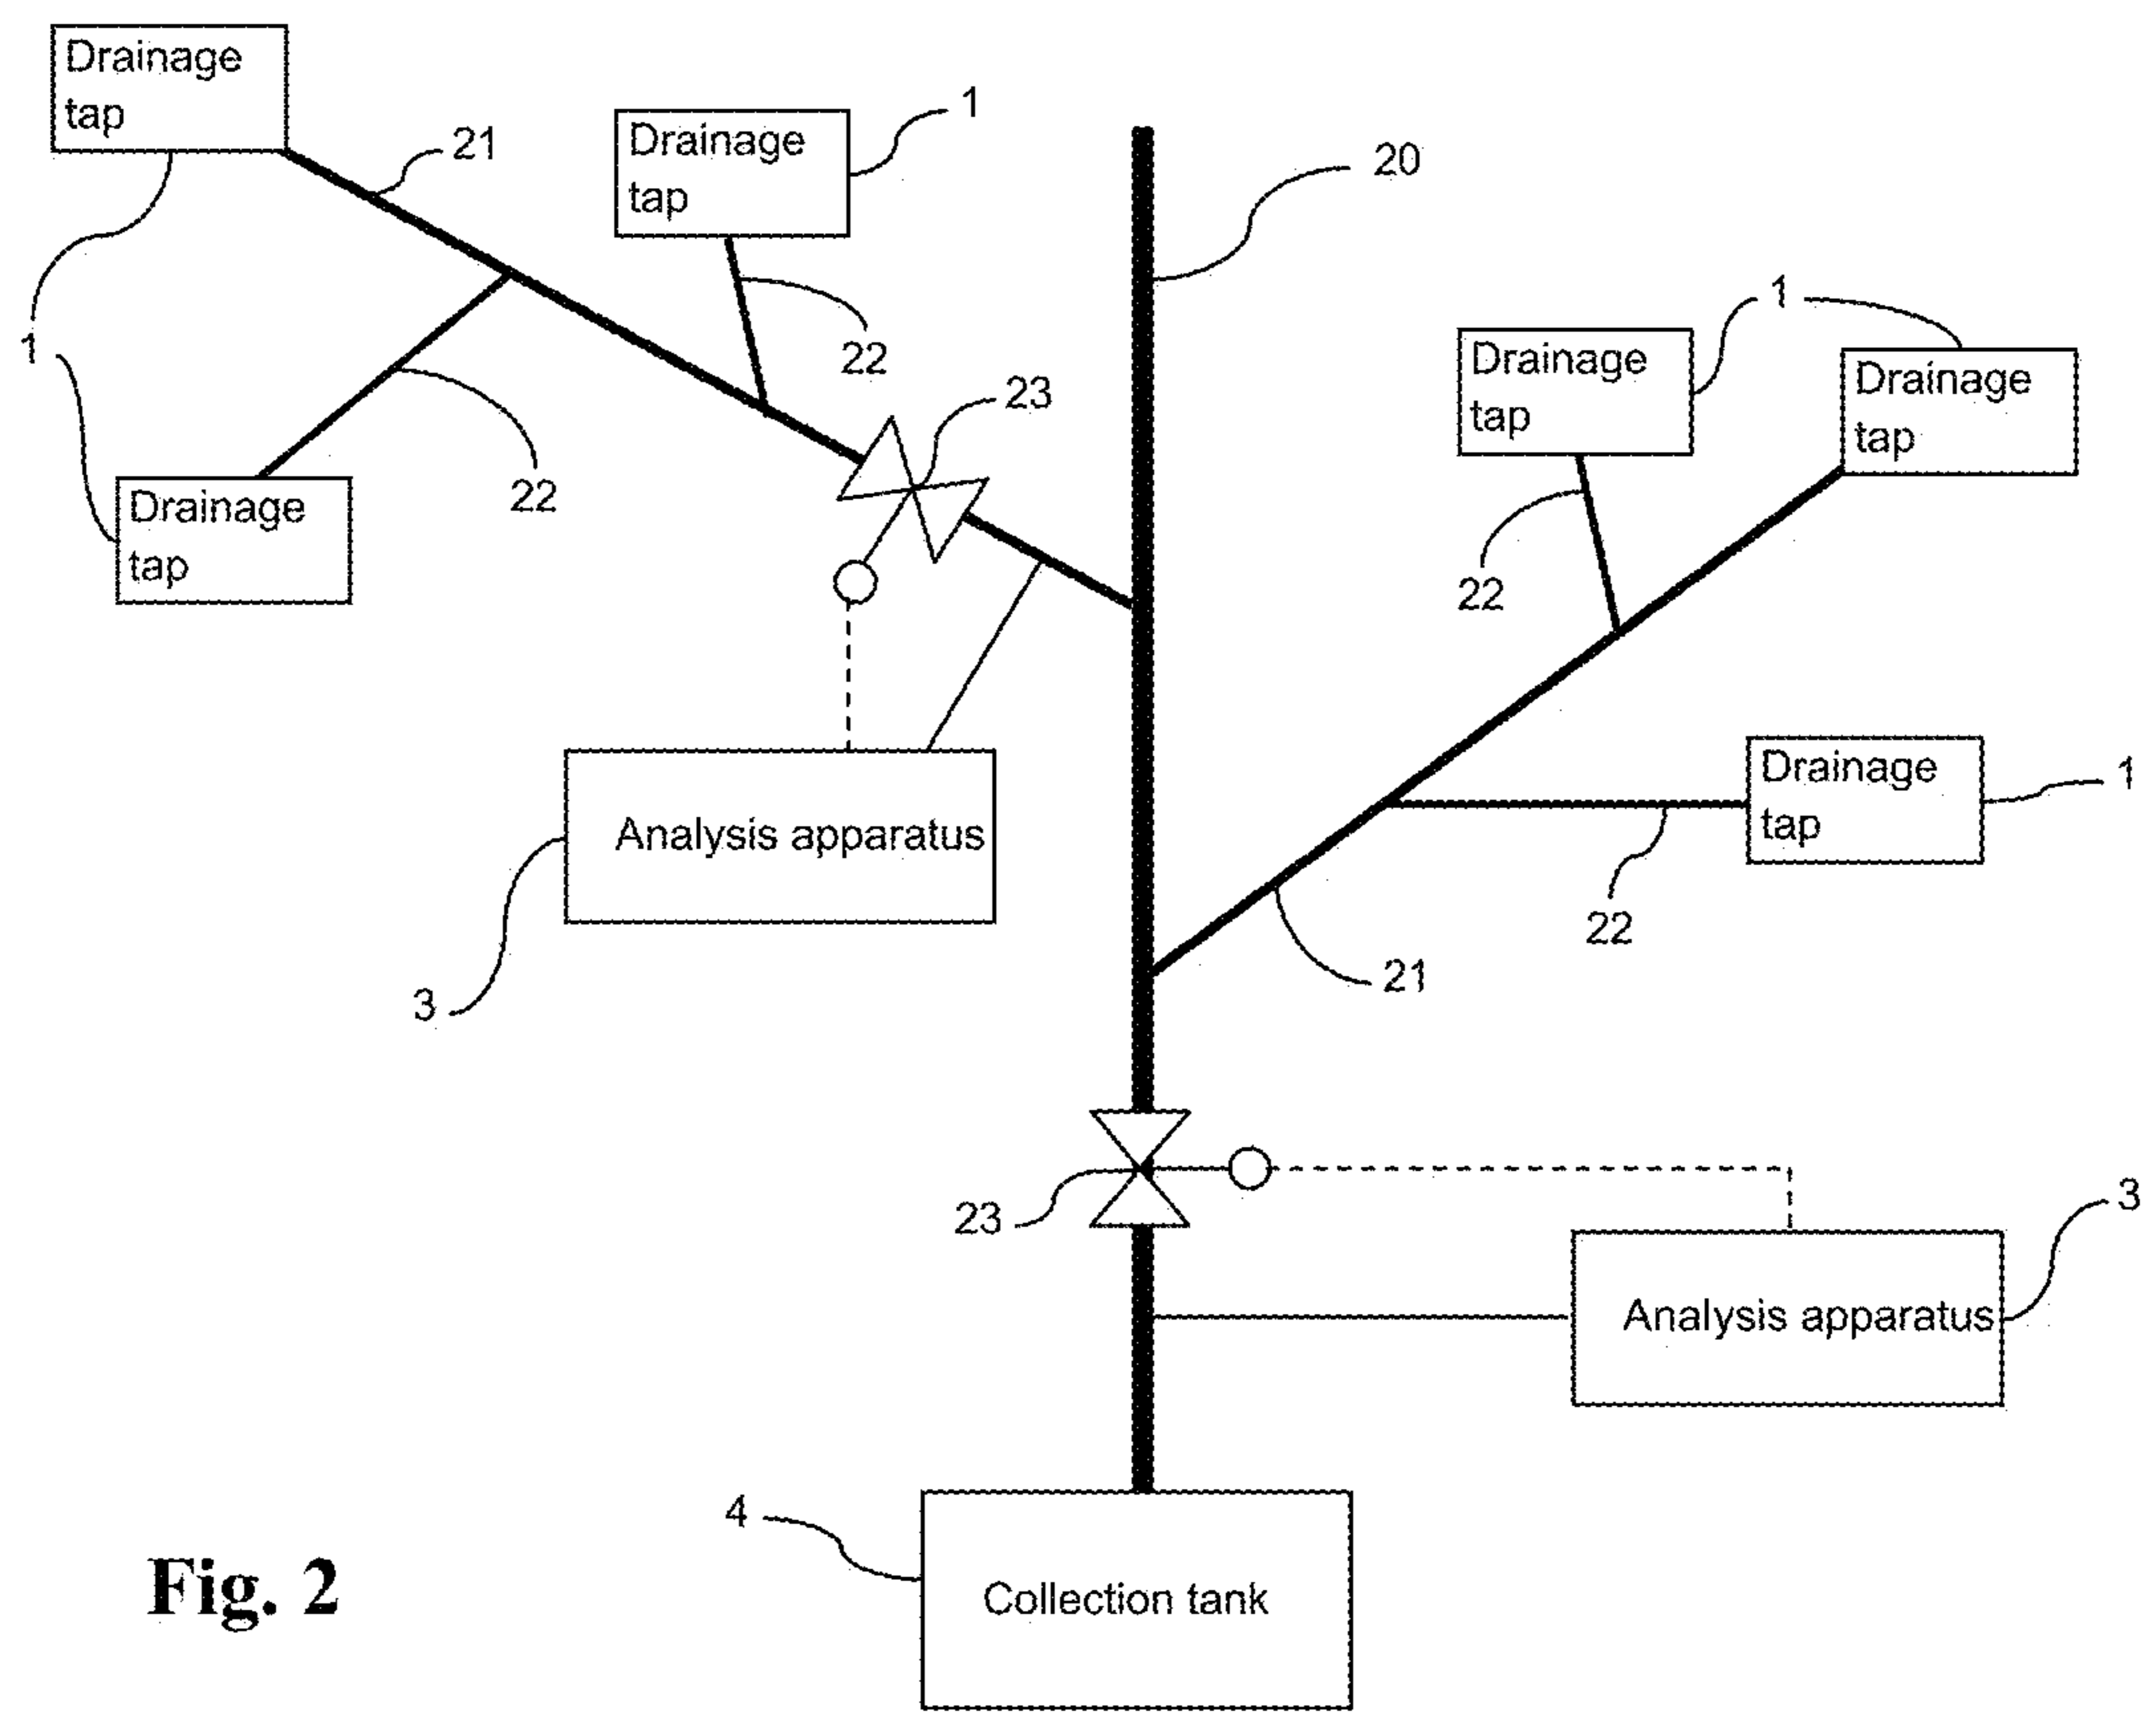 Drainage
tap
21
Drainage
tap
1
20
1
22
23
1
Drainage
tap
Drainage
tap
22
Drainage
tap
22
Drainage
tap
1
Analysis apparatus
22
3
21
23
3
Analysis apparatus
4
Collection tank
Fig. 2